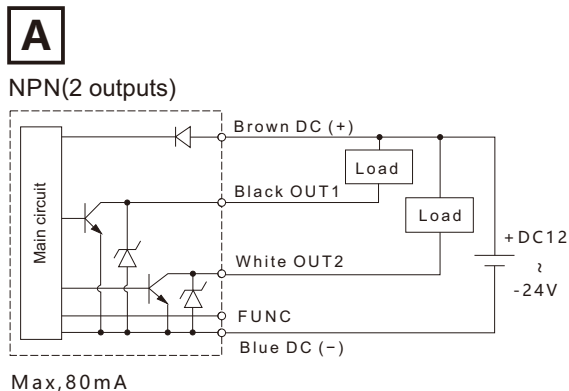 A
NPN(2 outputs)
Brown DC (+)
Load
Black OUT1
Load
Main circuit
+DC12
~
-24V
White OUT2
FUNC
Blue DC (−)
Max,80mA